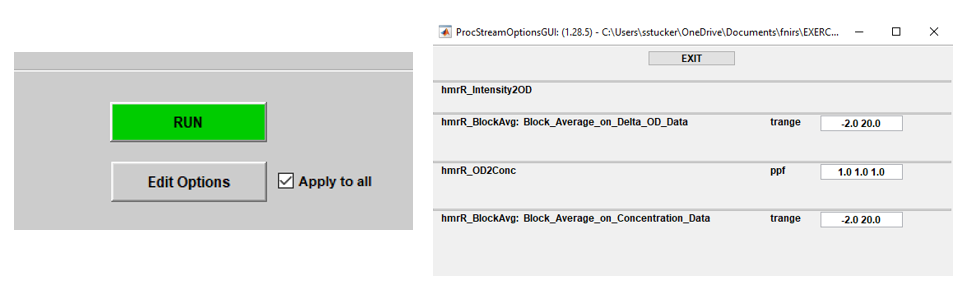 RUN
Edit Options
Apply to all
ProcStreamOptionsGUI: (1.28.5) - C:\Users\sstucker\OneDrive\Documents\fnirs\EXERC...
EXIT
hmrR_Intensity2OD
hmrR_BlockAvg: Block_Average_on_Delta_OD_Data trange -2.0 20.0
hmrR_OD2Conc ppf 1.0 1.0 1.0
hmrR_BlockAvg: Block_Average_on_Concentration_Data trange -2.0 20.0